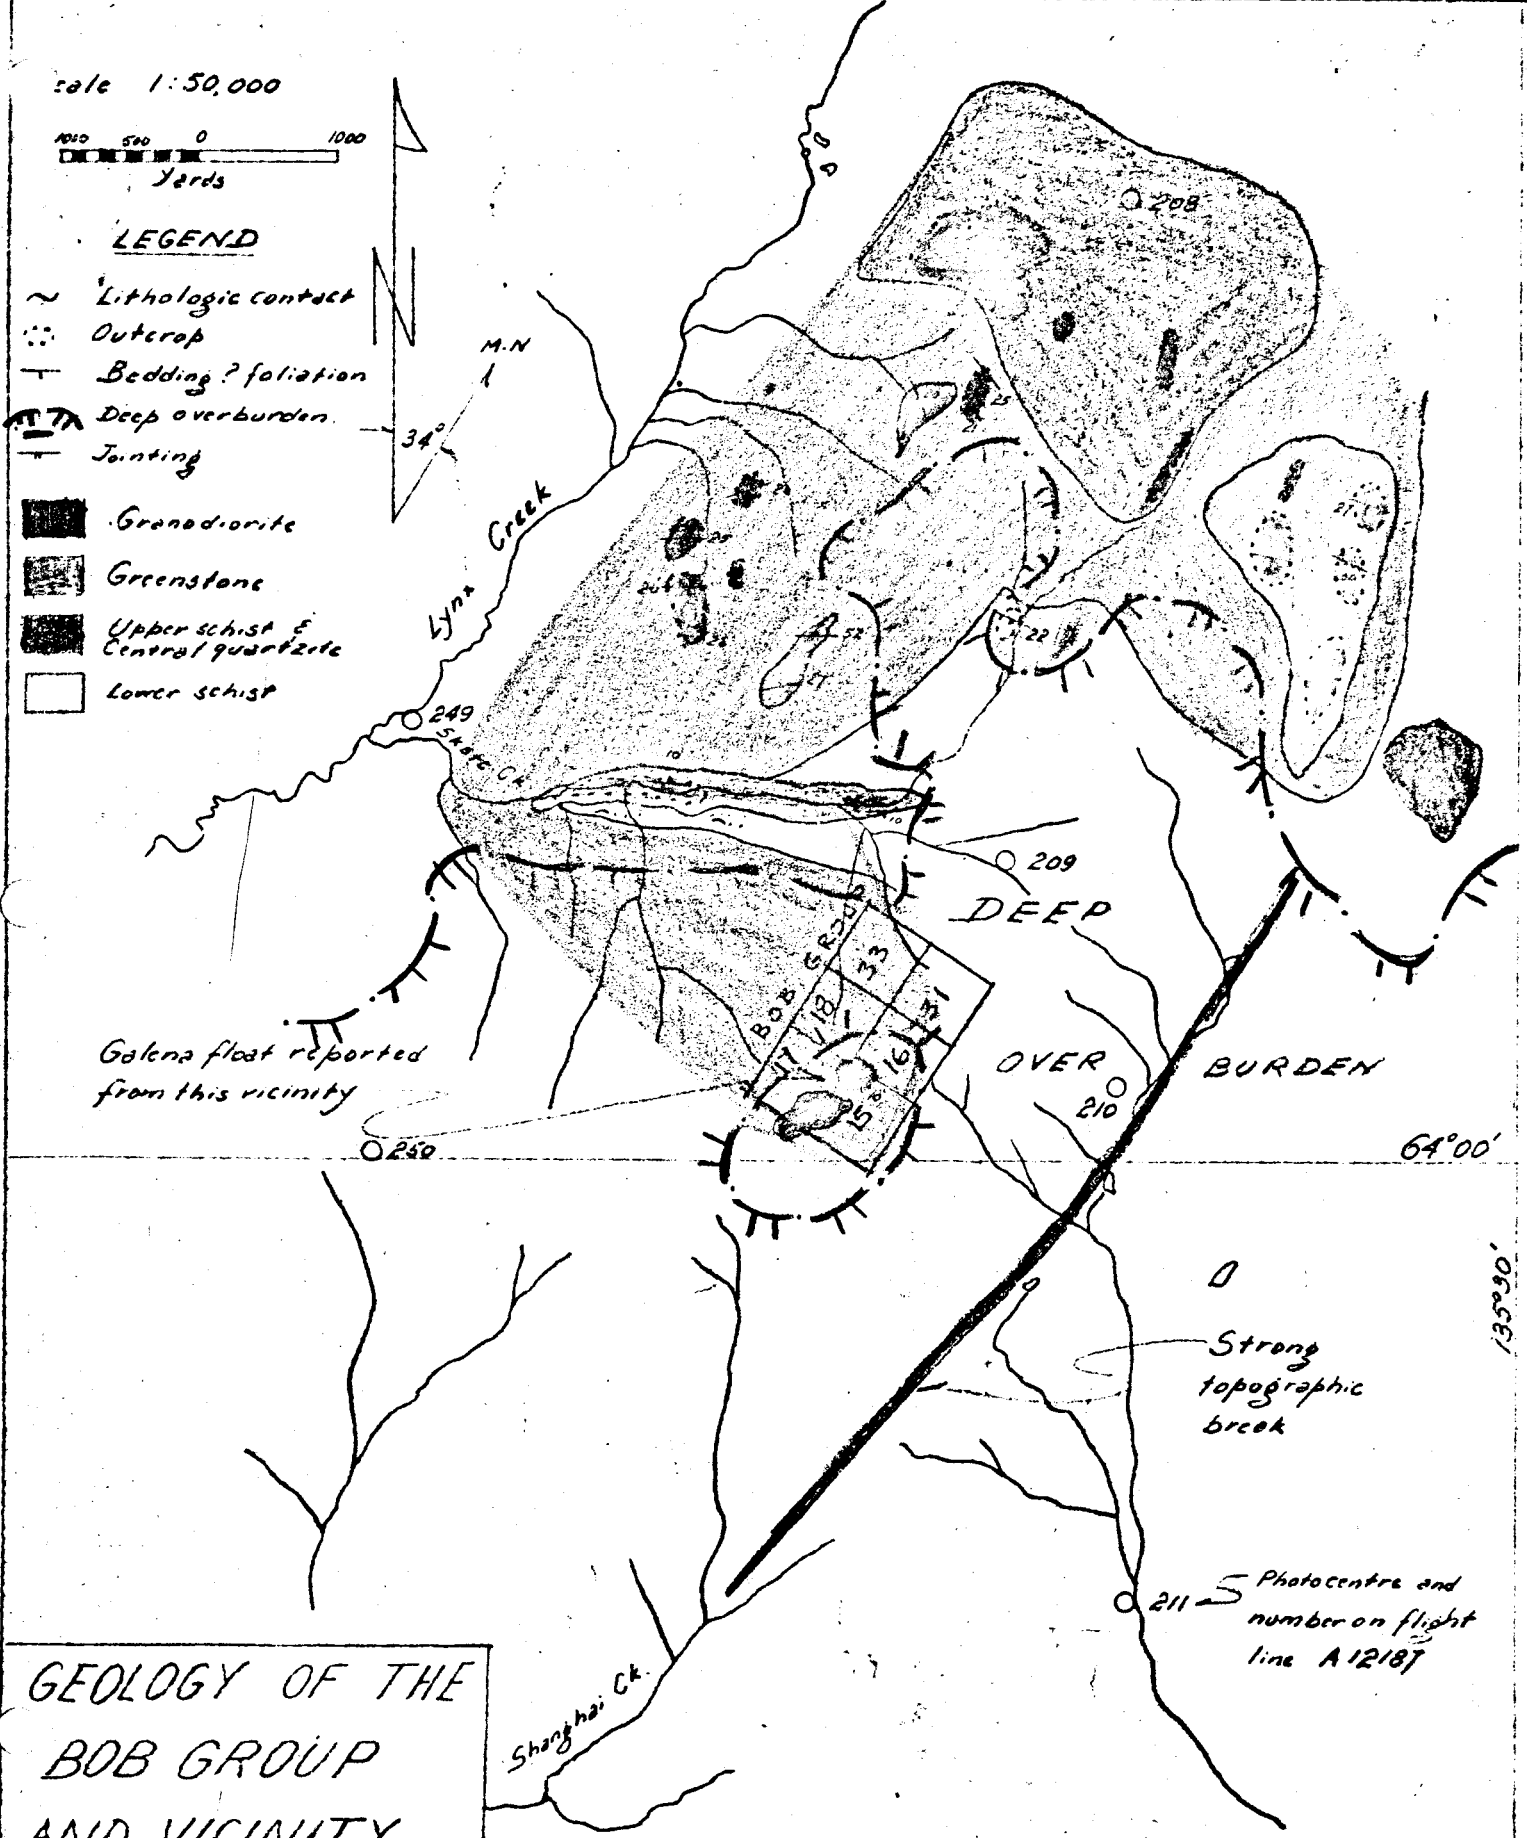 cale 1:50,000
1000 500 0 1000
Yards
LEGEND
Lithologic contact
Outcrop
Bedding ? foliation
Deep overburden
Jointing
Granodiorite
Greenstone
Upper schist &
Central quartzite
Lower schist
N
M.N
34°
Lynx Creek
208
25
27
22
249
Skate Ck
209
DEEP
BOB GROUP
33
18
17
31
16
15°
OVER BURDEN
210
Galena float reported
from this vicinity
250
64°00'
135°30'
Strong
topographic
break
211
Photocentre and
number on flight
line A12187
Shanghai Ck.
GEOLOGY OF THE
BOB GROUP
AND VICINITY